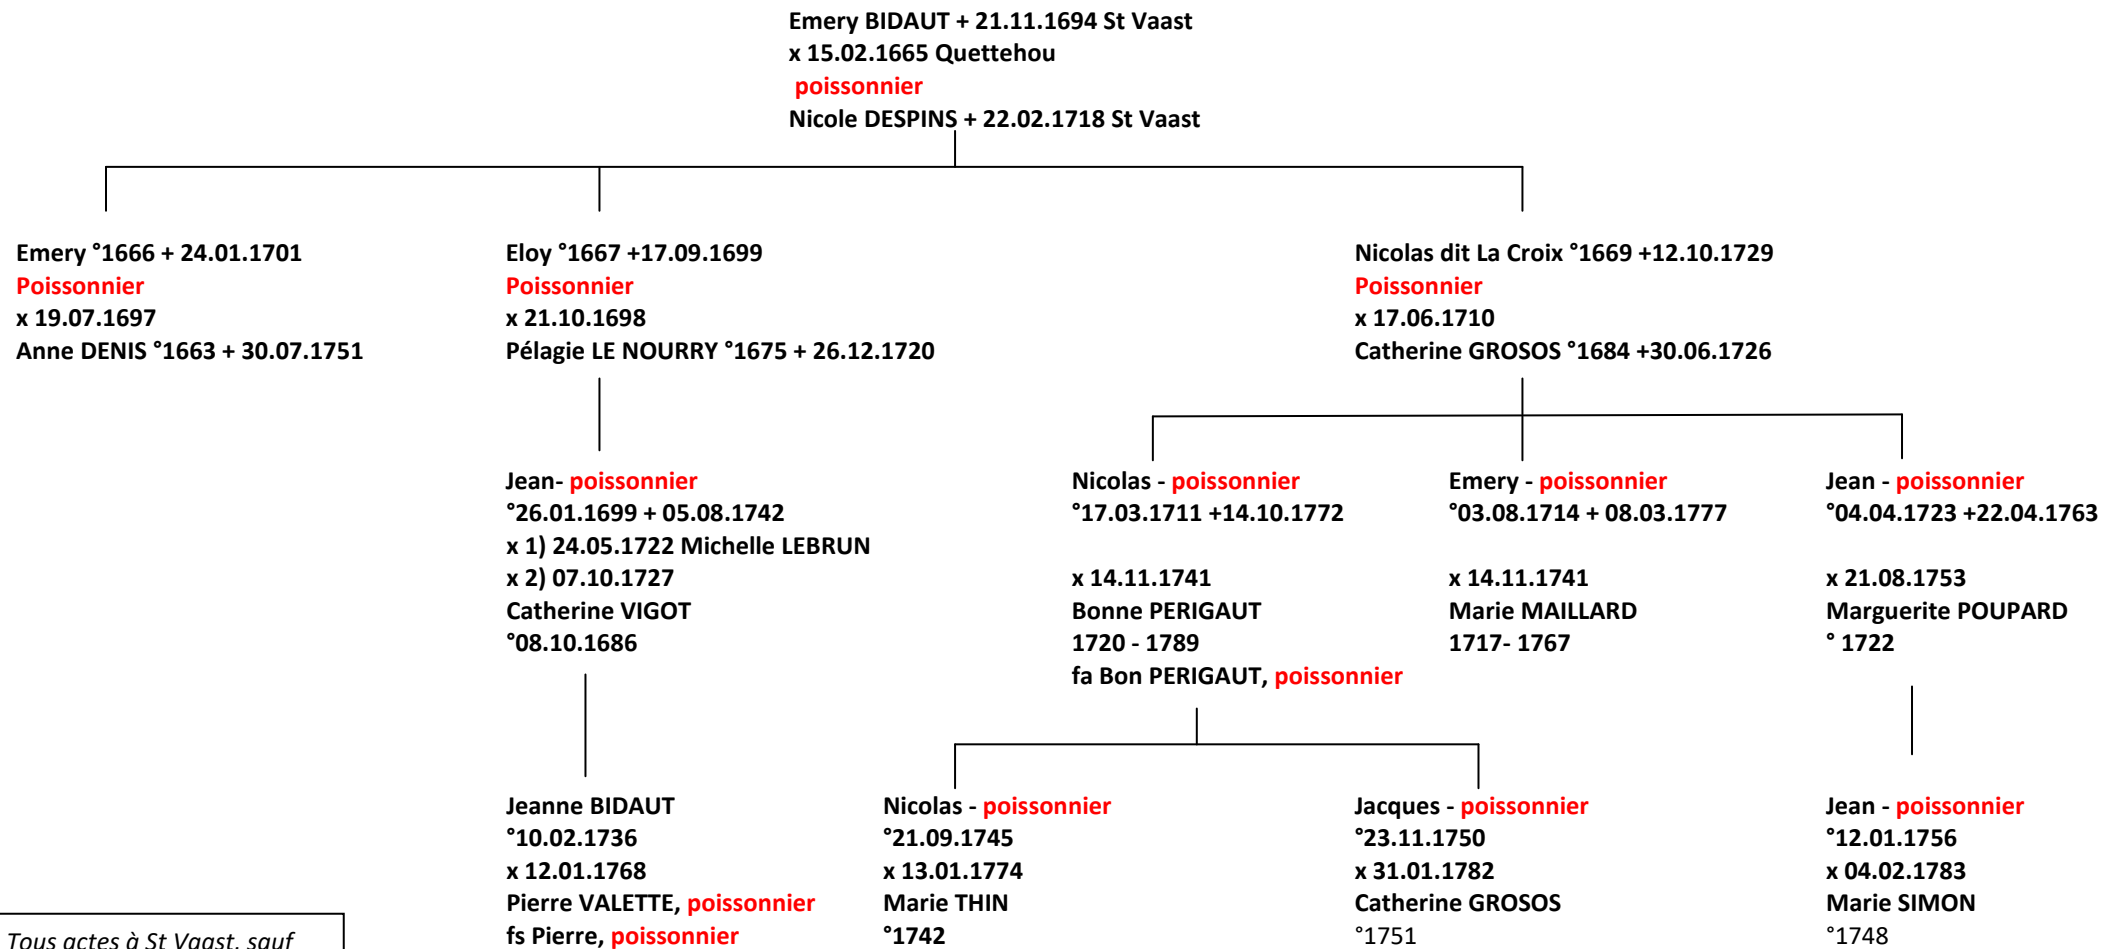 Emery BIDAUT + 21.11.1694 St Vaast
x 15.02.1665 Quettehou
poissonnier
Nicole DESPINS + 22.02.1718 St Vaast
Emery °1666 + 24.01.1701
Poissonnier
x 19.07.1697
Anne DENIS °1663 + 30.07.1751
Eloy °1667 +17.09.1699
Poissonnier
x 21.10.1698
Pélagie LE NOURRY °1675 + 26.12.1720
Nicolas dit La Croix °1669 +12.10.1729
Poissonnier
x 17.06.1710
Catherine GROSOS °1684 +30.06.1726
Jean- poissonnier
°26.01.1699 + 05.08.1742
x 1) 24.05.1722 Michelle LEBRUN
x 2) 07.10.1727
Catherine VIGOT
°08.10.1686
Nicolas - poissonnier
°17.03.1711 +14.10.1772
x 14.11.1741
Bonne PERIGAUT
1720 - 1789
fa Bon PERIGAUT, poissonnier
Emery - poissonnier
°03.08.1714 + 08.03.1777
x 14.11.1741
Marie MAILLARD
1717- 1767
Jean - poissonnier
°04.04.1723 +22.04.1763
x 21.08.1753
Marguerite POUPARD
° 1722
Jeanne BIDAUT
°10.02.1736
x 12.01.1768
Pierre VALETTE, poissonnier
fs Pierre, poissonnier
Nicolas - poissonnier
°21.09.1745
x 13.01.1774
Marie THIN
°1742
Jacques - poissonnier
°23.11.1750
x 31.01.1782
Catherine GROSOS
°1751
Jean - poissonnier
°12.01.1756
x 04.02.1783
Marie SIMON
°1748
Tous actes à St Vaast, sauf